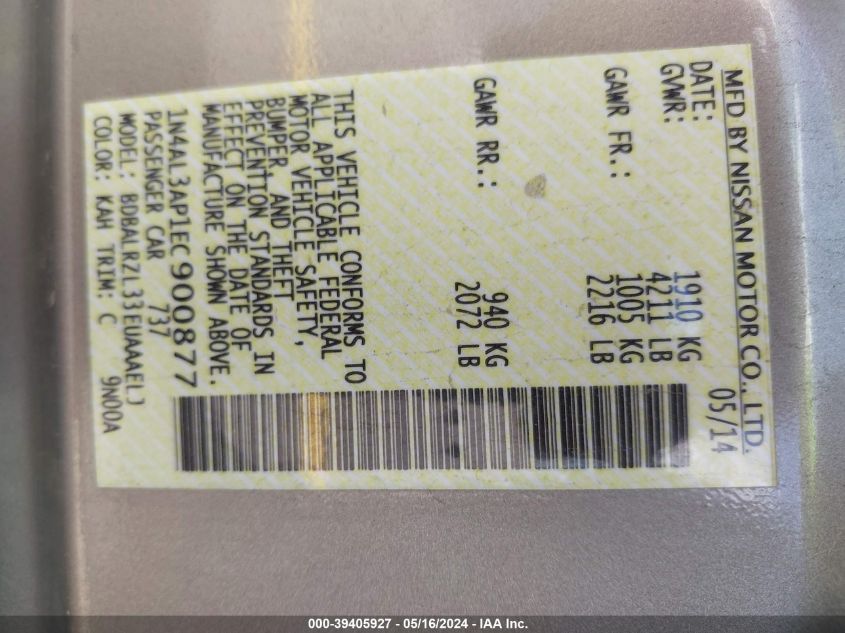 MFD BY NISSAN MOTOR CO., LTD.
DATE: 05/14
GVWR: 1910 KG
4211 LB
GAWR FR.: 1005 KG
2216 LB
GAWR RR.: 940 KG
2072 LB
THIS VEHICLE CONFORMS TO
ALL APPLICABLE FEDERAL
MOTOR VEHICLE SAFETY,
BUMPER, AND THEFT
PREVENTION STANDARDS IN
EFFECT ON THE DATE OF
MANUFACTURE SHOWN ABOVE.
1N4AL3AP1EC900877
PASSENGER CAR 737
MODEL: BDBALRZL33EUAAAELJ
COLOR: KAH TRIM: C 9N00A
000-39405927 - 05/16/2024 - IAA Inc.